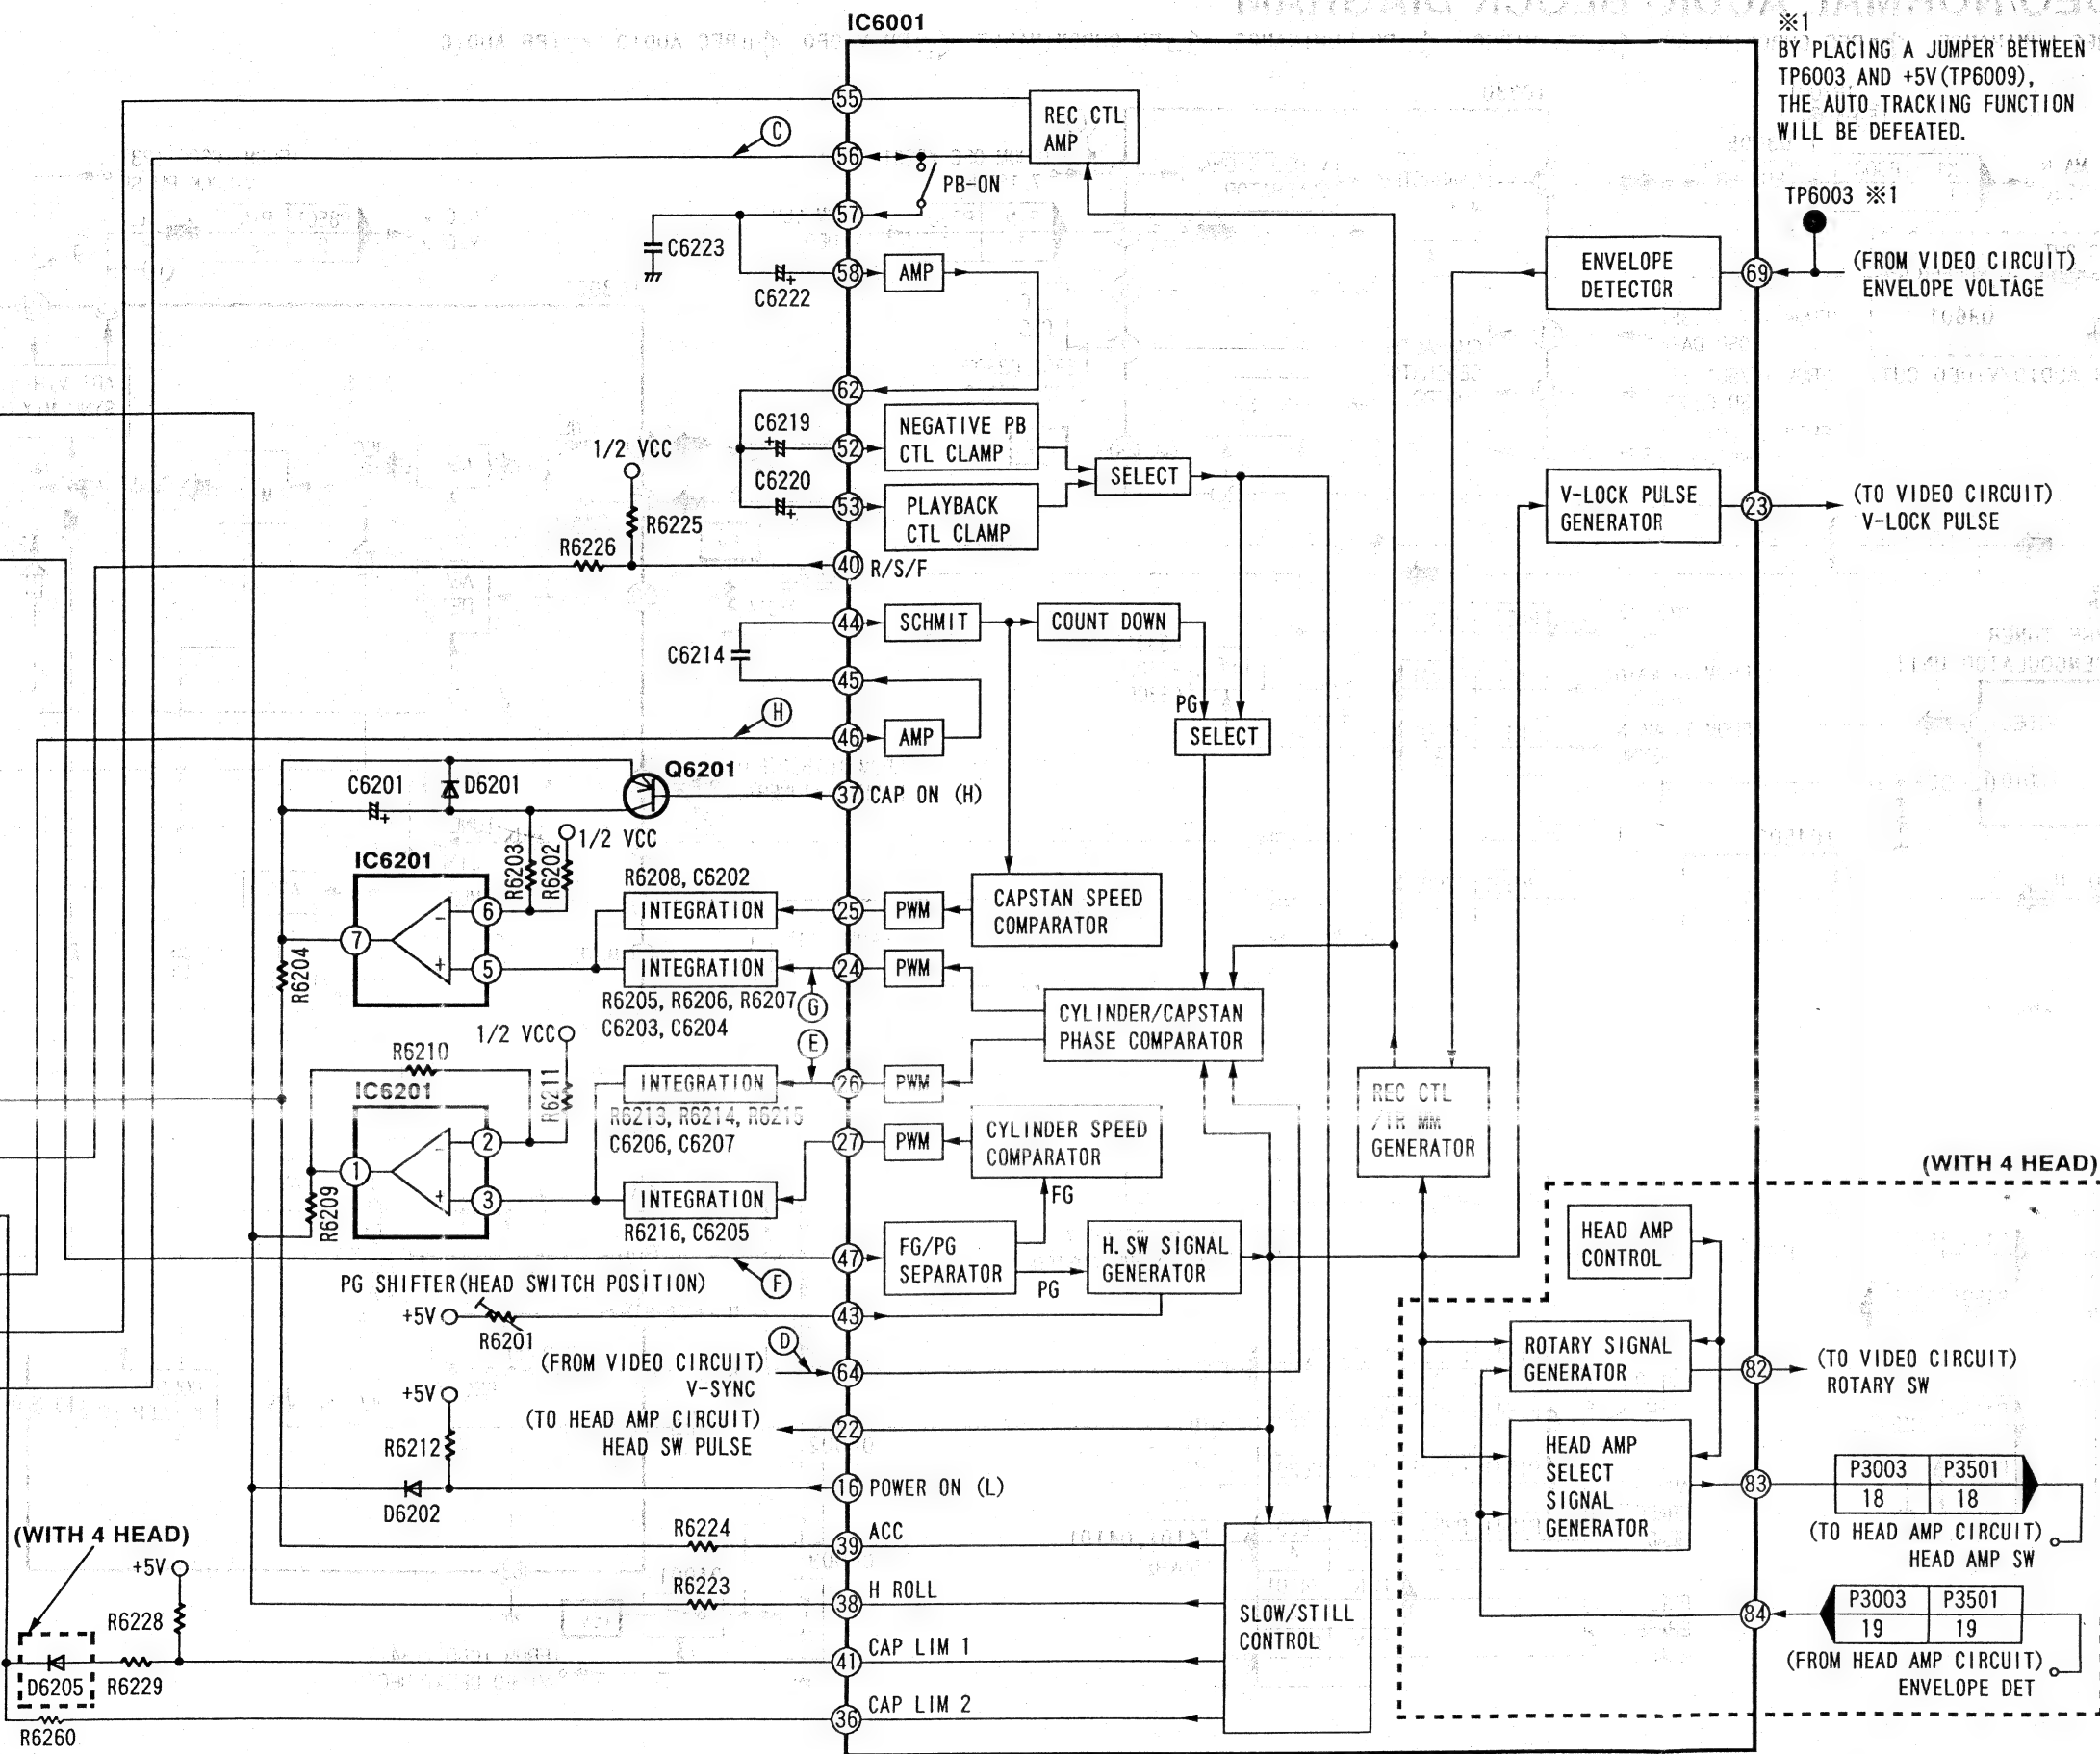 IC6001
※1
BY PLACING A JUMPER BETWEEN
TP6003 AND +5V(TP6009),
THE AUTO TRACKING FUNCTION
WILL BE DEFEATED.
55
REC CTL
AMP
C
56
PB-ON
TP6003 ※1
57
C6223
58
AMP
C6222
ENVELOPE
DETECTOR
69
(FROM VIDEO CIRCUIT)
ENVELOPE VOLTAGE
62
C6219
52
NEGATIVE PB
CTL CLAMP
1/2 VCC
SELECT
C6220
53
PLAYBACK
CTL CLAMP
V-LOCK PULSE
GENERATOR
23
(TO VIDEO CIRCUIT)
V-LOCK PULSE
R6225
R6226
40
R/S/F
44
SCHMIT
COUNT DOWN
C6214
45
PG
H
46
AMP
SELECT
Q6201
C6201
D6201
37
CAP ON (H)
1/2 VCC
R6203
R6202
IC6201
R6208, C6202
6
INTEGRATION
25
PWM
CAPSTAN SPEED
COMPARATOR
7
−
+
5
INTEGRATION
24
PWM
R6204
R6205, R6206, R6207
C6203, C6204
G
CYLINDER/CAPSTAN
PHASE COMPARATOR
1/2 VCC
E
R6210
R6211
IC6201
INTEGRATION
26
PWM
R6213, R6214, R6215
C6206, C6207
REC CTL
/TR MM
GENERATOR
2
27
PWM
CYLINDER SPEED
COMPARATOR
1
−
+
3
INTEGRATION
R6209
R6216, C6205
FG
(WITH 4 HEAD)
47
FG/PG
SEPARATOR
PG
H.SW SIGNAL
GENERATOR
HEAD AMP
CONTROL
F
PG SHIFTER(HEAD SWITCH POSITION)
+5V
R6201
43
D
(FROM VIDEO CIRCUIT)
V-SYNC
64
ROTARY SIGNAL
GENERATOR
82
(TO VIDEO CIRCUIT)
ROTARY SW
+5V
(TO HEAD AMP CIRCUIT)
HEAD SW PULSE
22
R6212
HEAD AMP
SELECT
SIGNAL
GENERATOR
83
P3003
P3501
18
18
16
POWER ON (L)
D6202
(TO HEAD AMP CIRCUIT)
HEAD AMP SW
(WITH 4 HEAD)
R6224
39
ACC
+5V
R6223
38
H ROLL
SLOW/STILL
CONTROL
84
P3003
P3501
19
19
R6228
41
CAP LIM 1
(FROM HEAD AMP CIRCUIT)
ENVELOPE DET
D6205
R6229
36
CAP LIM 2
R6260